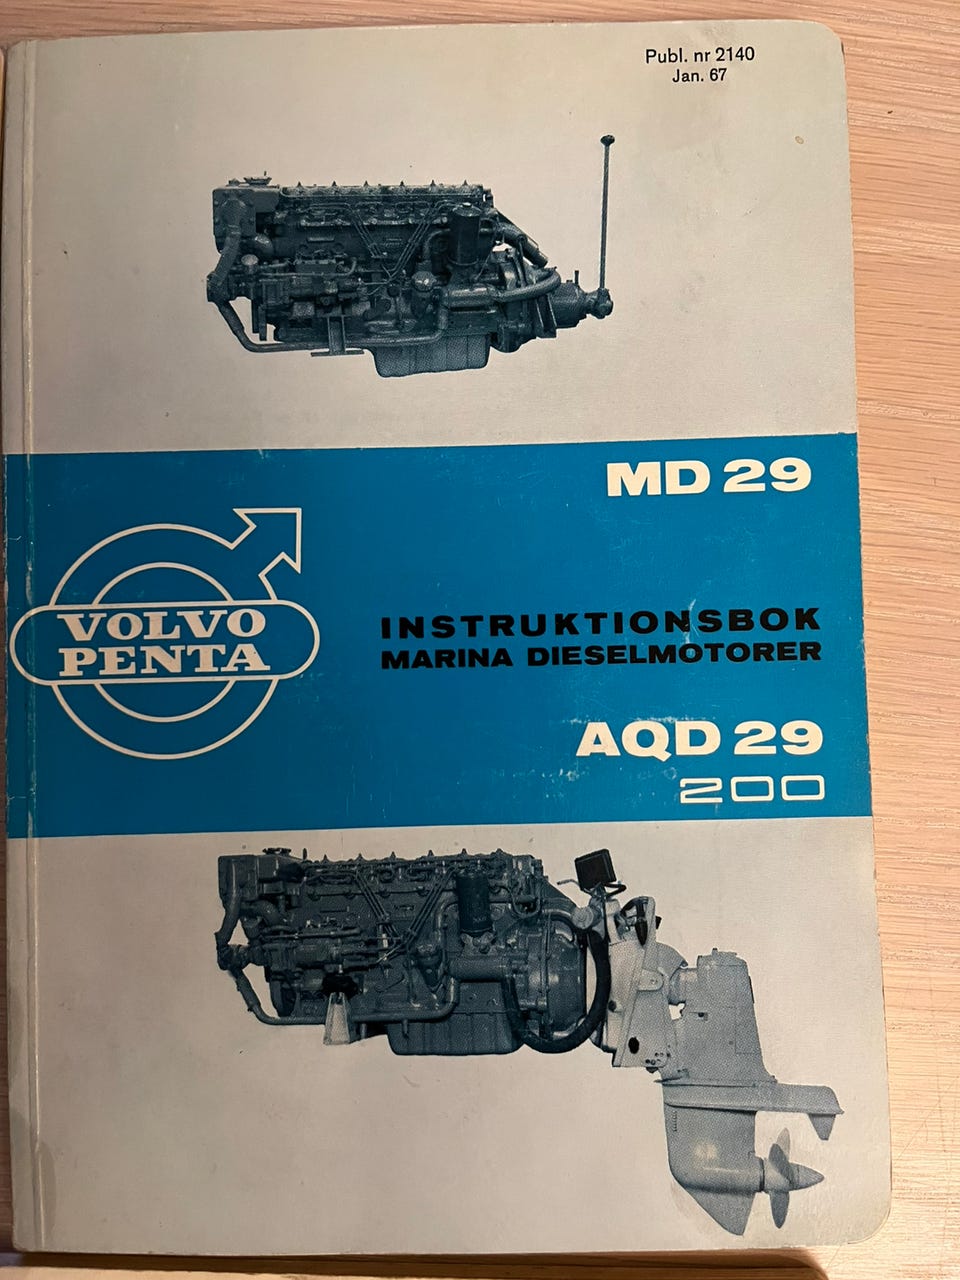 Publ. nr 2140
Jan. 67
MD 29
VOLVO
PENTA
INSTRUKTIONSBOK
MARINA DIESELMOTORER
AQD 29
200